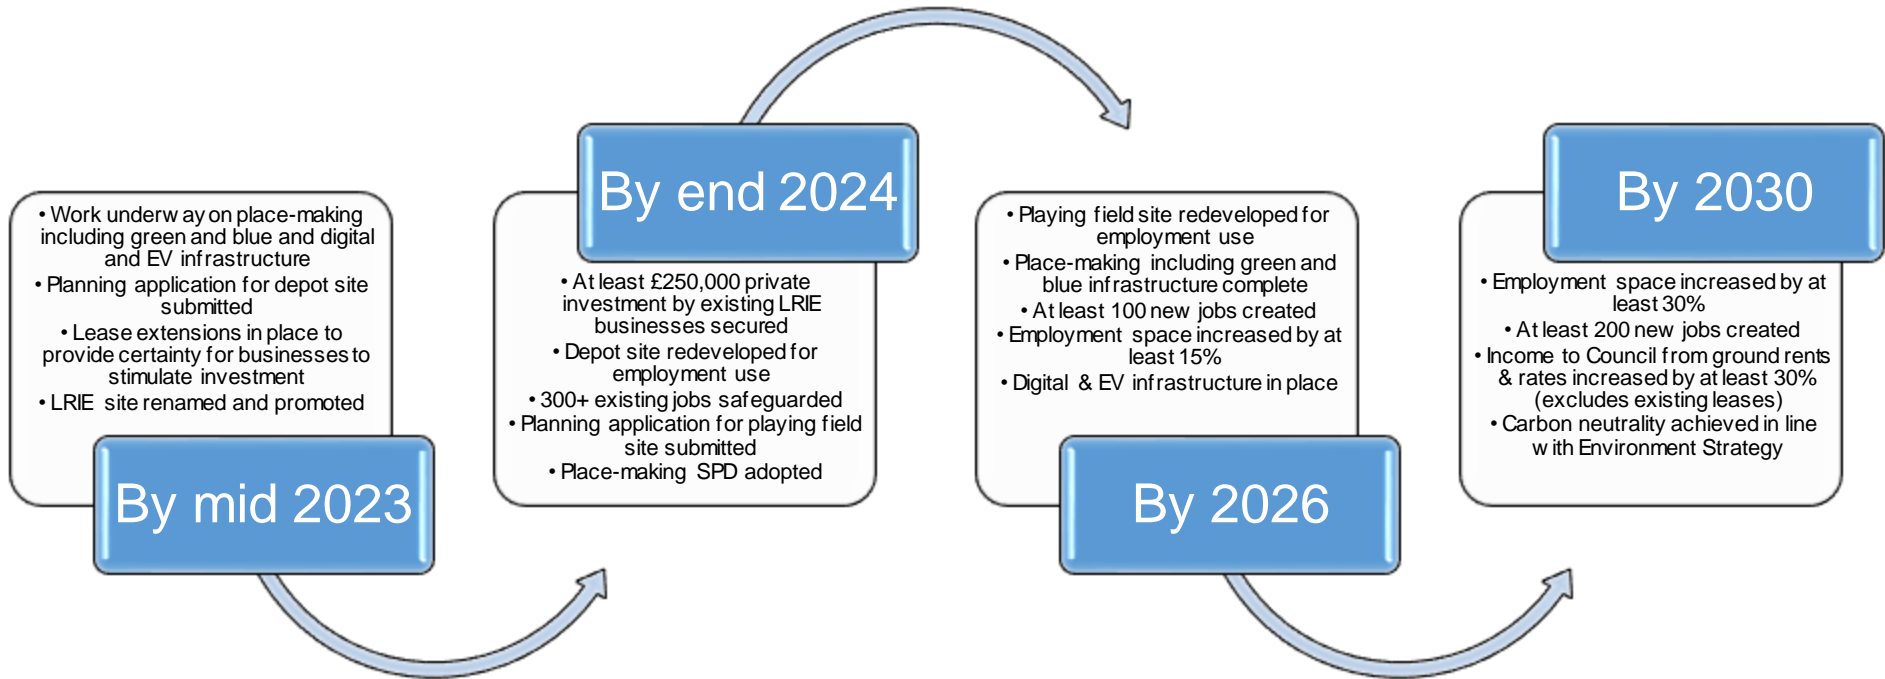 • Work underway on place-making
including green and blue and digital
and EV infrastructure
• Planning application for depot site
submitted
• Lease extensions in place to
provide certainty for businesses to
stimulate investment
• LRIE site renamed and promoted
By mid 2023
By end 2024
• At least £250,000 private
investment by existing LRIE
businesses secured
• Depot site redeveloped for
employment use
• 300+ existing jobs safeguarded
• Planning application for playing field
site submitted
• Place-making SPD adopted
• Playing field site redeveloped for
employment use
• Place-making including green and
blue infrastructure complete
• At least 100 new jobs created
• Employment space increased by at
least 15%
• Digital & EV infrastructure in place
By 2026
By 2030
• Employment space increased by at
least 30%
• At least 200 new jobs created
• Income to Council from ground rents
& rates increased by at least 30%
(excludes existing leases)
• Carbon neutrality achieved in line
with Environment Strategy